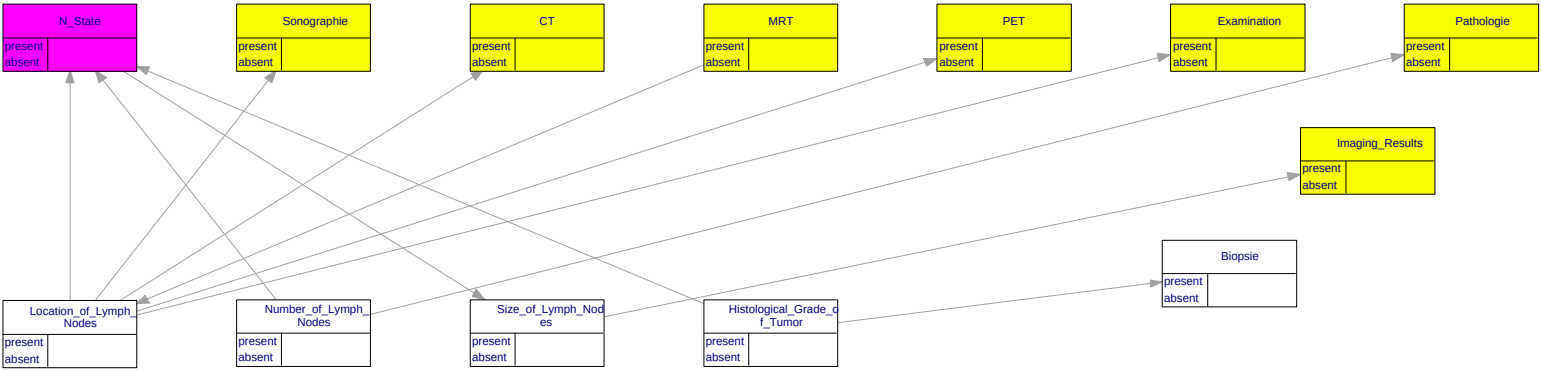 N_State
present
absent
Sonographie
present
absent
CT
present
absent
MRT
present
absent
PET
present
absent
Examination
present
absent
Pathologie
present
absent
Imaging_Results
present
absent
Biopsie
present
absent
Location_of_Lymph_
Nodes
present
absent
Number_of_Lymph_
Nodes
present
absent
Size_of_Lymph_Nod
es
present
absent
Histological_Grade_o
f_Tumor
present
absent